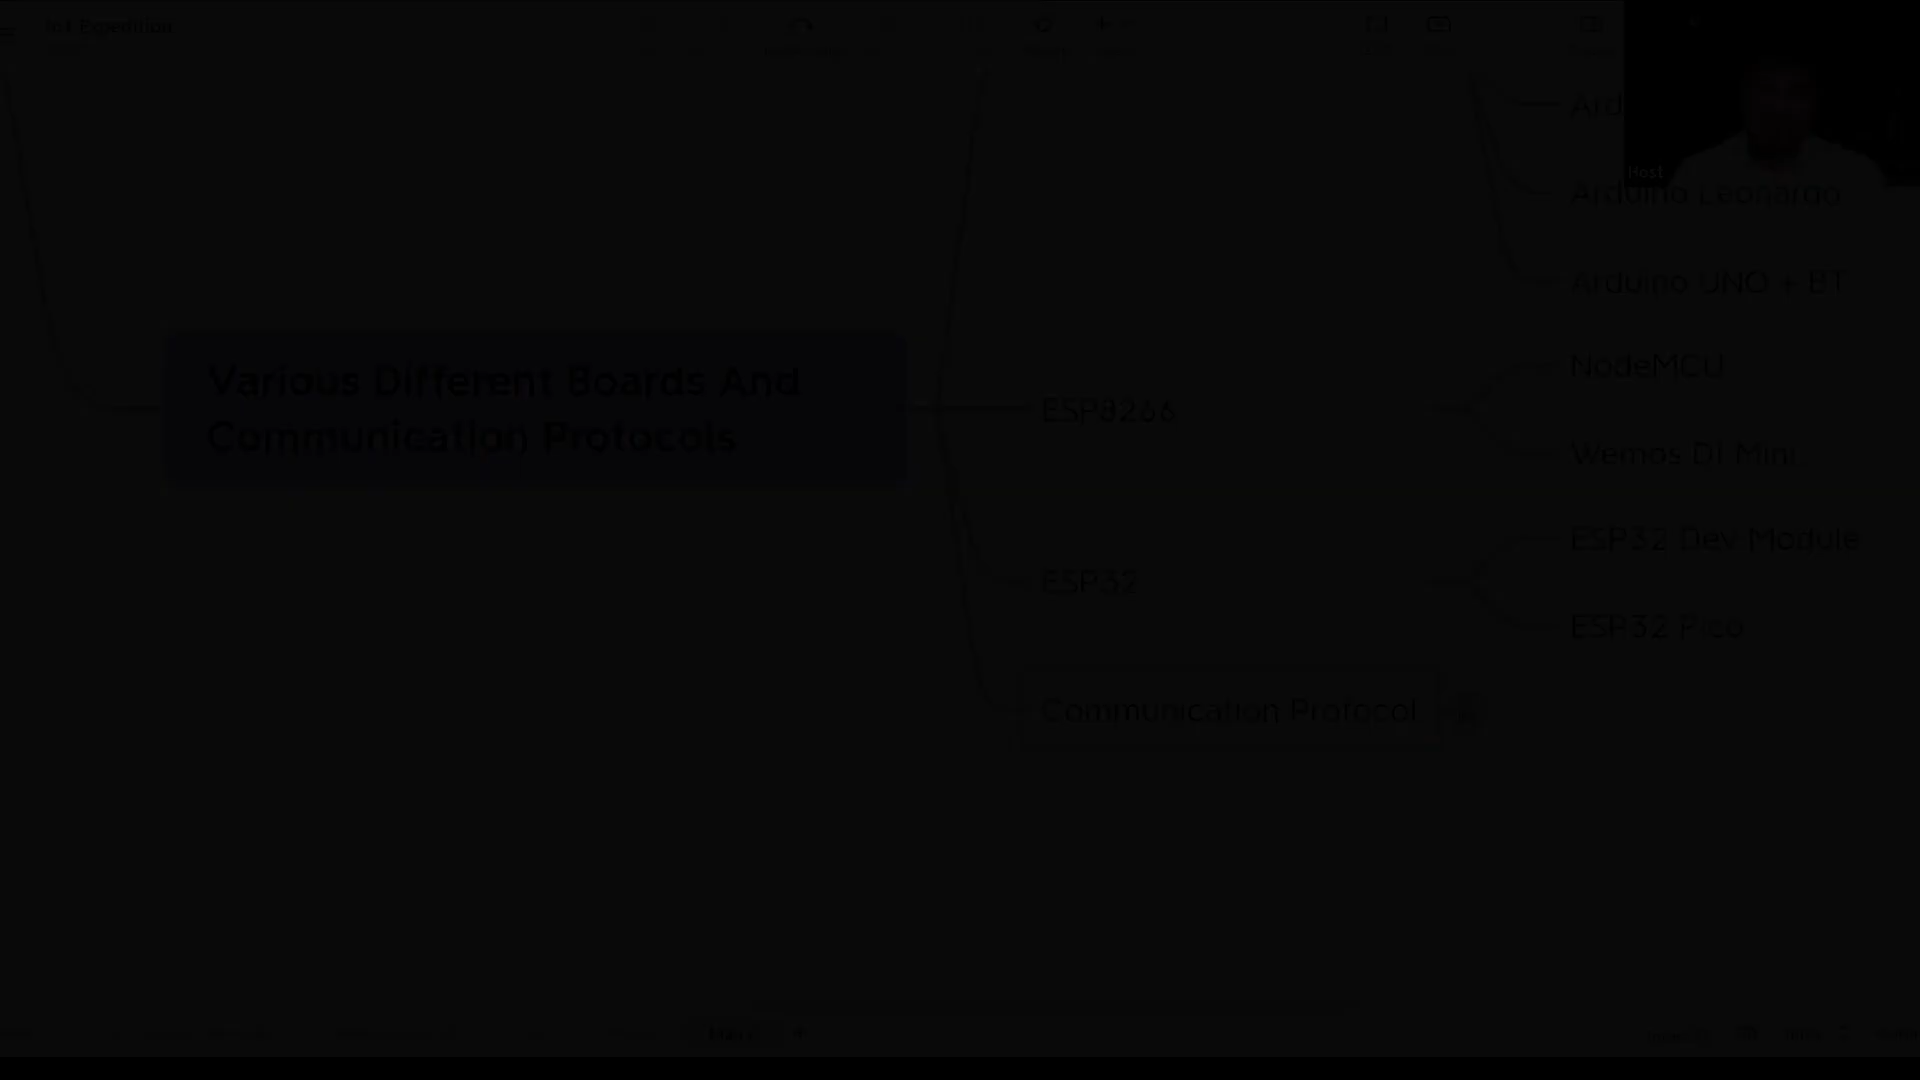 IoT Expedition
Host
Ard
Arduino Leonardo
Arduino UNO + BT
NodeMCU
Various Different Boards And
Communication Protocols
ESP8266
Wemos D1 Mini
ESP32 Dev Module
ESP32
ESP32 Pico
Communication Protocol